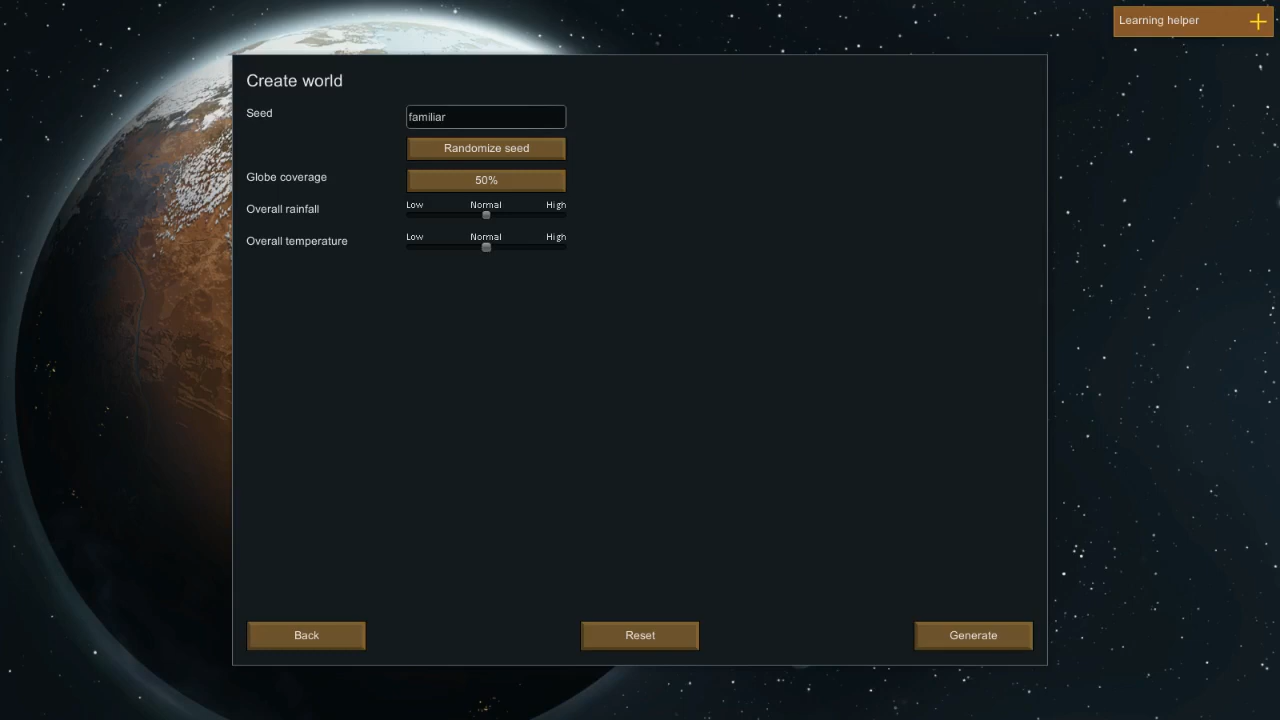 Learning helper
Create world
Seed
familiar
Randomize seed
Globe coverage
50%
Overall rainfall
Low Normal High
Overall temperature
Low Normal High
Back
Reset
Generate